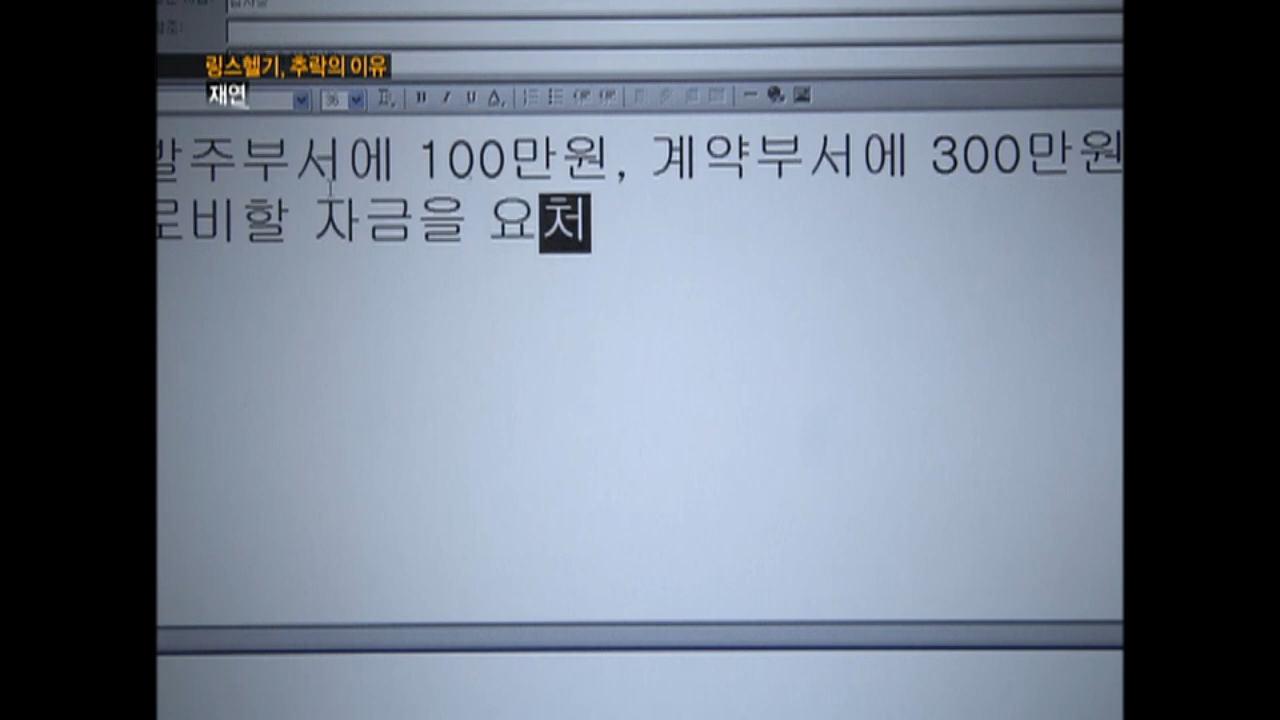 링스헬기, 추락의 이유
재연
36
발주부서에 100만원, 계약부서에 300만원
로비할 자금을 요처